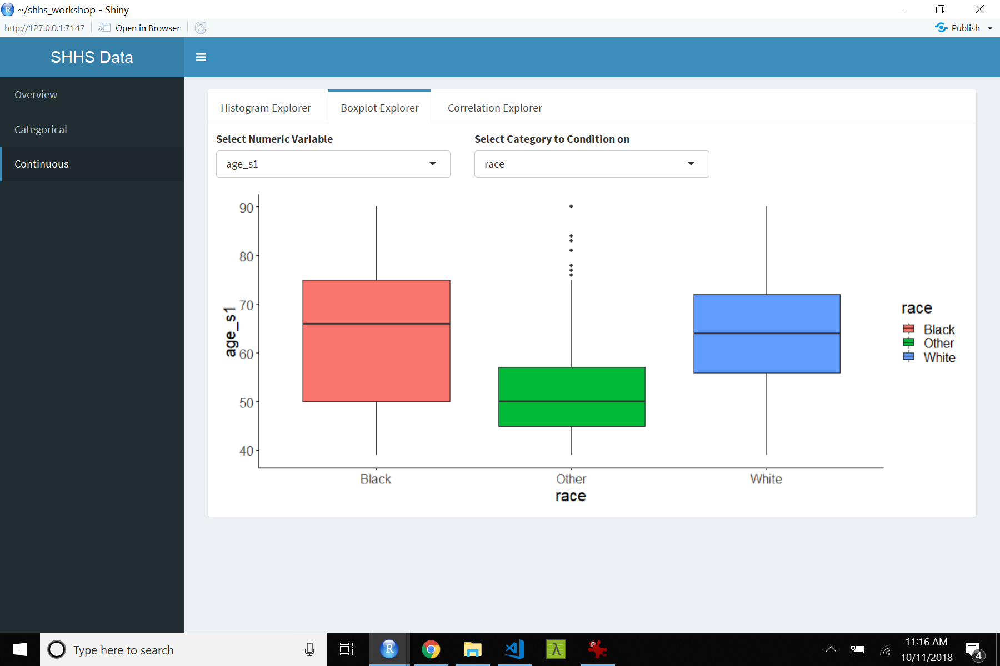 ~/shhs_workshop - Shiny
http://127.0.0.1:7147 Open in Browser Publish
SHHS Data
Overview
Categorical
Continuous
Histogram Explorer Boxplot Explorer Correlation Explorer
Select Numeric Variable Select Category to Condition on
age_s1 race
90
80
70
60
50
40
age_s1
Black Other White
race
race
Black
Other
White
Type here to search
11:16 AM
10/11/2018
4